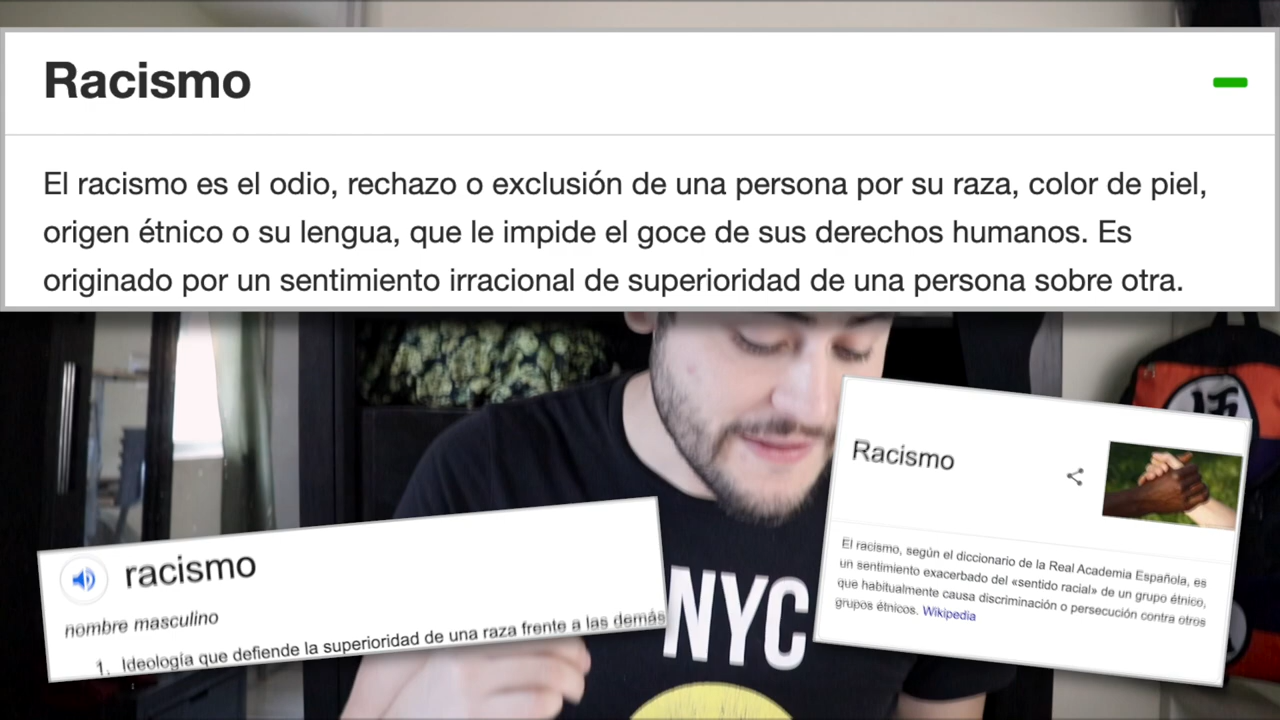 Racismo
El racismo es el odio, rechazo o exclusión de una persona por su raza, color de piel,
origen étnico o su lengua, que le impide el goce de sus derechos humanos. Es
originado por un sentimiento irracional de superioridad de una persona sobre otra.
racismo
nombre masculino
1. Ideología que defiende la superioridad de una raza frente a las demás
NYC
Racismo
El racismo, según el diccionario de la Real Academia Española, es
un sentimiento exacerbado del «sentido racial» de un grupo étnico,
que habitualmente causa discriminación o persecución contra otros
grupos étnicos. Wikipedia